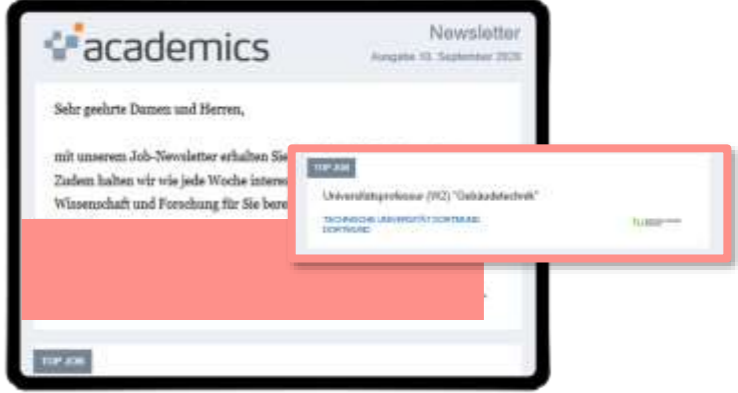 academics
Newsletter
Ausgabe 10. September 2020
Sehr geehrte Damen und Herren,
mit unserem Job-Newsletter erhalten Sie
Zudem halten wir wie jede Woche
Wissenschaft und Forschung für Sie
TOP JOB
Universitätsprofessur (W2) "Gebäudetechnik"
TECHNISCHE UNIVERSITÄT DORTMUND
DORTMUND
tu
TOP JOB